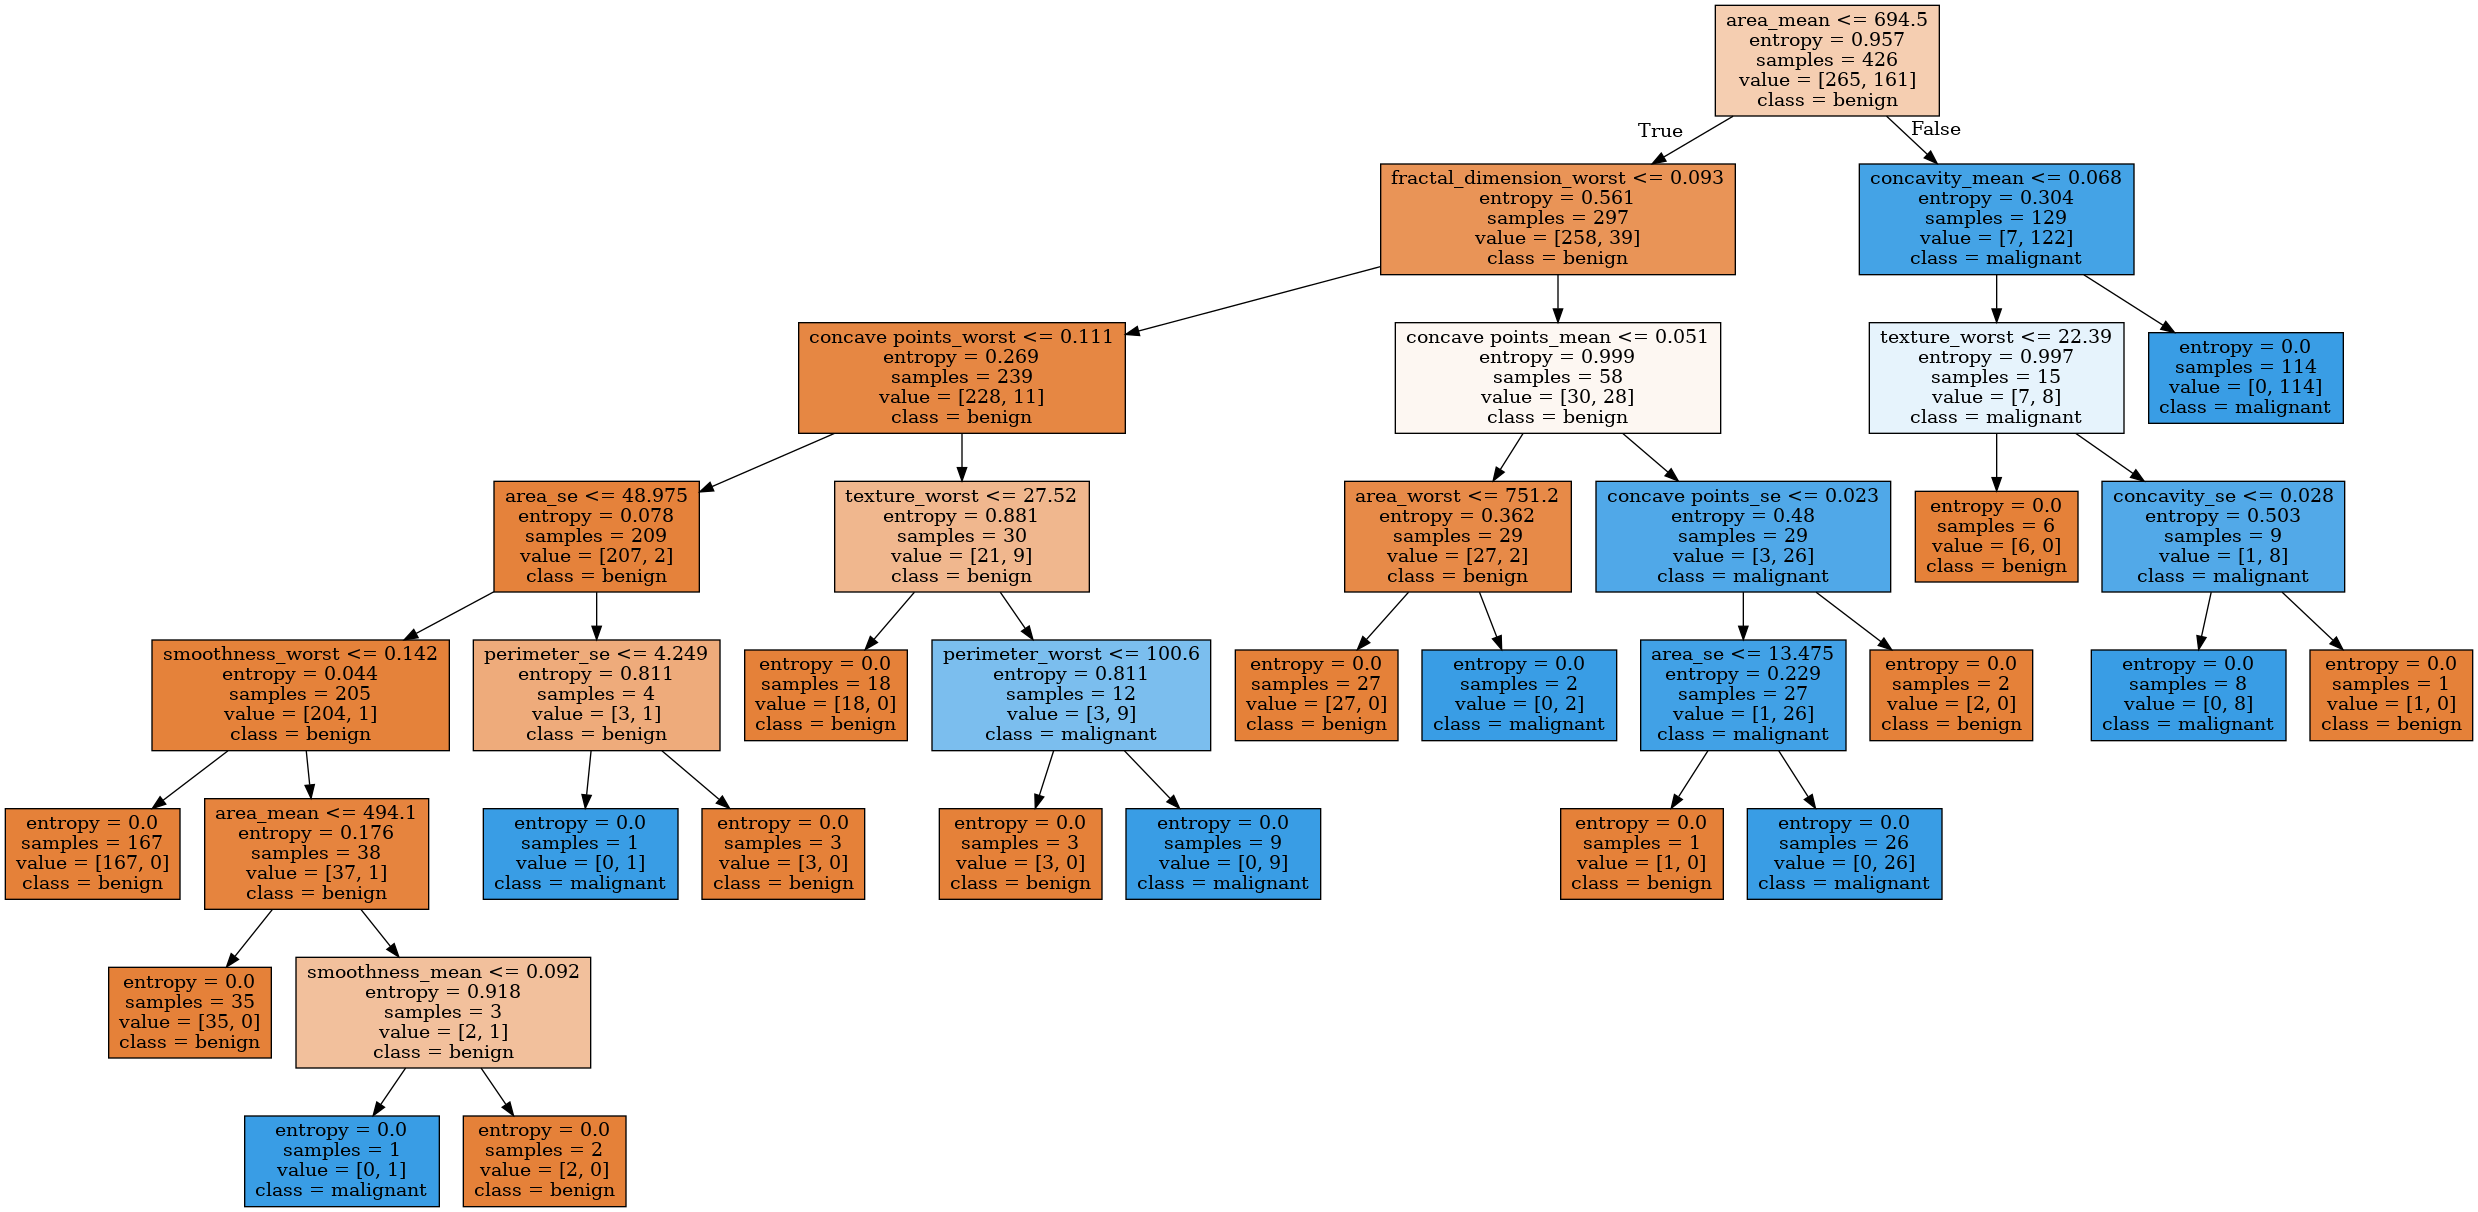 area_mean <= 694.5
entropy = 0.957
samples = 426
value = [265, 161]
class = benign
True
False
fractal_dimension_worst <= 0.093
entropy = 0.561
samples = 297
value = [258, 39]
class = benign
concavity_mean <= 0.068
entropy = 0.304
samples = 129
value = [7, 122]
class = malignant
concave points_worst <= 0.111
entropy = 0.269
samples = 239
value = [228, 11]
class = benign
concave points_mean <= 0.051
entropy = 0.999
samples = 58
value = [30, 28]
class = benign
texture_worst <= 22.39
entropy = 0.997
samples = 15
value = [7, 8]
class = malignant
entropy = 0.0
samples = 114
value = [0, 114]
class = malignant
area_se <= 48.975
entropy = 0.078
samples = 209
value = [207, 2]
class = benign
texture_worst <= 27.52
entropy = 0.881
samples = 30
value = [21, 9]
class = benign
area_worst <= 751.2
entropy = 0.362
samples = 29
value = [27, 2]
class = benign
concave points_se <= 0.023
entropy = 0.48
samples = 29
value = [3, 26]
class = malignant
entropy = 0.0
samples = 6
value = [6, 0]
class = benign
concavity_se <= 0.028
entropy = 0.503
samples = 9
value = [1, 8]
class = malignant
smoothness_worst <= 0.142
entropy = 0.044
samples = 205
value = [204, 1]
class = benign
perimeter_se <= 4.249
entropy = 0.811
samples = 4
value = [3, 1]
class = benign
entropy = 0.0
samples = 18
value = [18, 0]
class = benign
perimeter_worst <= 100.6
entropy = 0.811
samples = 12
value = [3, 9]
class = malignant
entropy = 0.0
samples = 27
value = [27, 0]
class = benign
entropy = 0.0
samples = 2
value = [0, 2]
class = malignant
area_se <= 13.475
entropy = 0.229
samples = 27
value = [1, 26]
class = malignant
entropy = 0.0
samples = 2
value = [2, 0]
class = benign
entropy = 0.0
samples = 8
value = [0, 8]
class = malignant
entropy = 0.0
samples = 1
value = [1, 0]
class = benign
entropy = 0.0
samples = 167
value = [167, 0]
class = benign
area_mean <= 494.1
entropy = 0.176
samples = 38
value = [37, 1]
class = benign
entropy = 0.0
samples = 1
value = [0, 1]
class = malignant
entropy = 0.0
samples = 3
value = [3, 0]
class = benign
entropy = 0.0
samples = 3
value = [3, 0]
class = benign
entropy = 0.0
samples = 9
value = [0, 9]
class = malignant
entropy = 0.0
samples = 1
value = [1, 0]
class = benign
entropy = 0.0
samples = 26
value = [0, 26]
class = malignant
entropy = 0.0
samples = 35
value = [35, 0]
class = benign
smoothness_mean <= 0.092
entropy = 0.918
samples = 3
value = [2, 1]
class = benign
entropy = 0.0
samples = 1
value = [0, 1]
class = malignant
entropy = 0.0
samples = 2
value = [2, 0]
class = benign